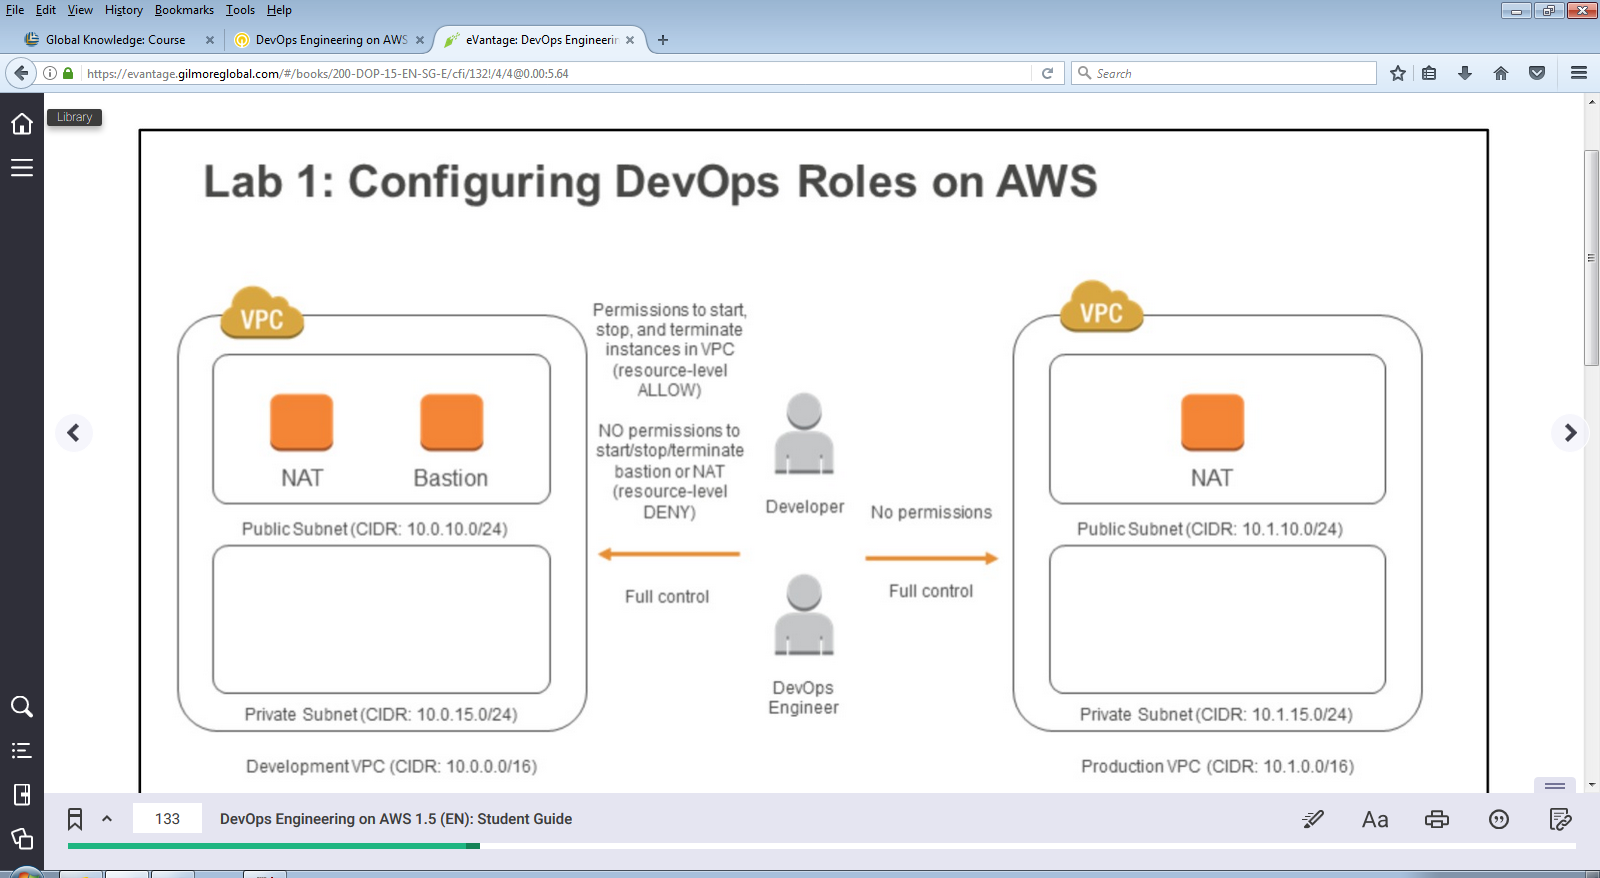 File Edit View History Bookmarks Tools Help
Global Knowledge: Course
DevOps Engineering on AWS
eVantage: DevOps Engineerin
https://evantage.gilmoreglobal.com/#/books/200-DOP-15-EN-SG-E/cfi/132!/4/4@0.00:5.64
Search
Library
Lab 1: Configuring DevOps Roles on AWS
VPC
NAT
Bastion
Public Subnet (CIDR: 10.0.10.0/24)
Private Subnet (CIDR: 10.0.15.0/24)
Development VPC (CIDR: 10.0.0.0/16)
Permissions to start,
stop, and terminate
instances in VPC
(resource-level
ALLOW)
NO permissions to
start/stop/terminate
bastion or NAT
(resource-level
DENY)
Full control
Developer
DevOps
Engineer
No permissions
Full control
VPC
NAT
Public Subnet (CIDR: 10.1.10.0/24)
Private Subnet (CIDR: 10.1.15.0/24)
Production VPC (CIDR: 10.1.0.0/16)
133
DevOps Engineering on AWS 1.5 (EN): Student Guide
Aa